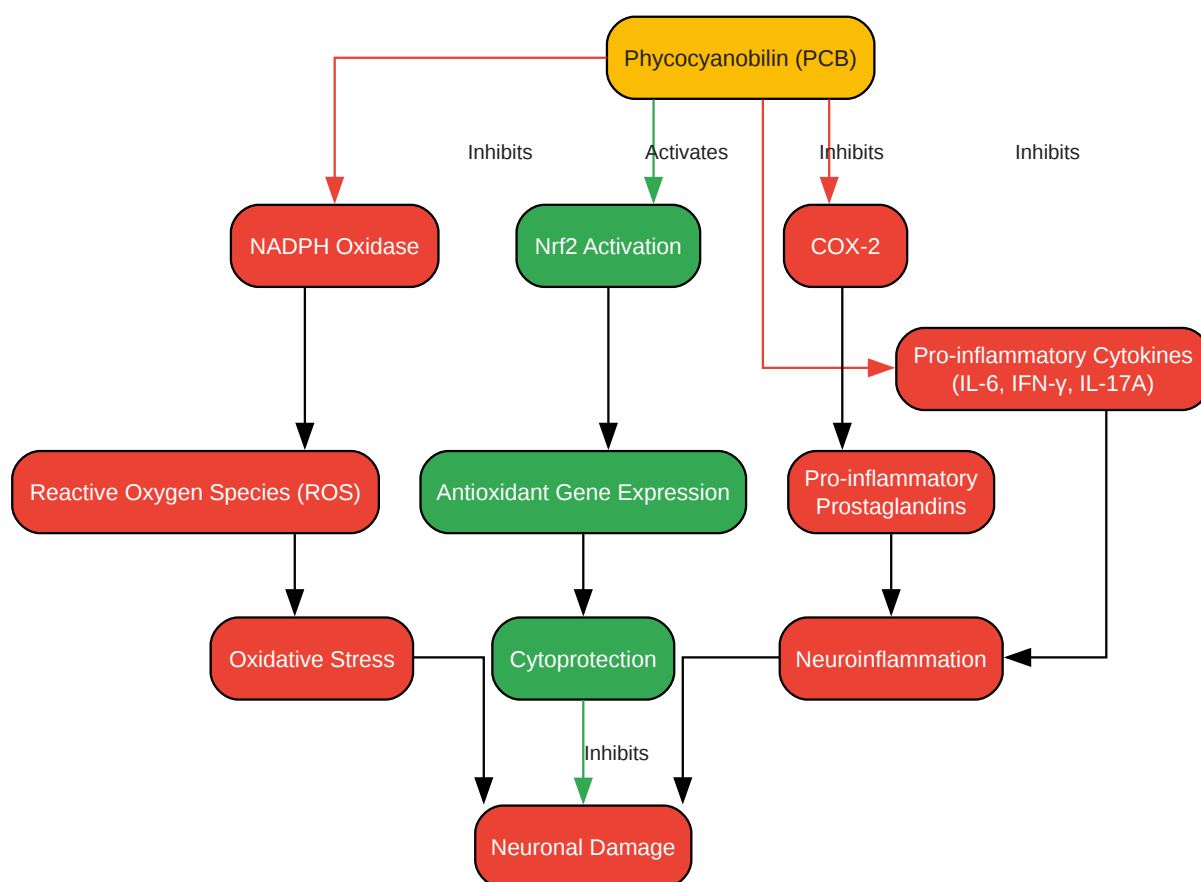 Phycocyanobilin (PCB)
Inhibits
Activates
Inhibits
Inhibits
NADPH Oxidase
Nrf2 Activation
COX-2
Pro-inflammatory Cytokines
(IL-6, IFN-γ, IL-17A)
Reactive Oxygen Species (ROS)
Antioxidant Gene Expression
Pro-inflammatory
Prostaglandins
Oxidative Stress
Cytoprotection
Neuroinflammation
Inhibits
Neuronal Damage